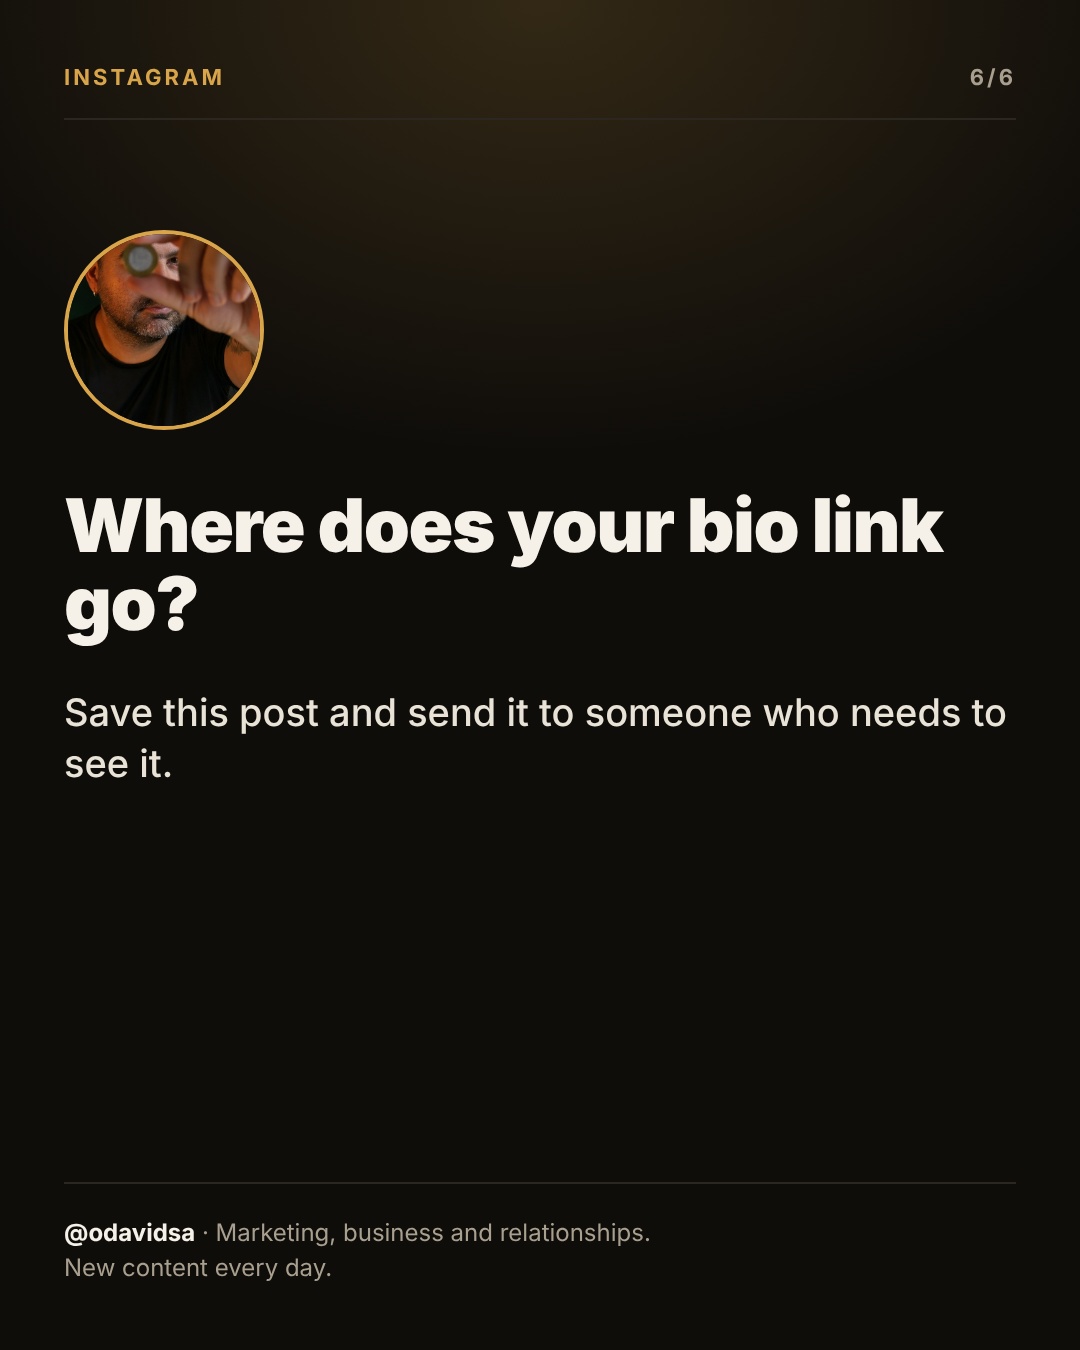 INSTAGRAM
6/6
Where does your bio link
go?
Save this post and send it to someone who needs to
see it.
@odavidsa · Marketing, business and relationships.
New content every day.